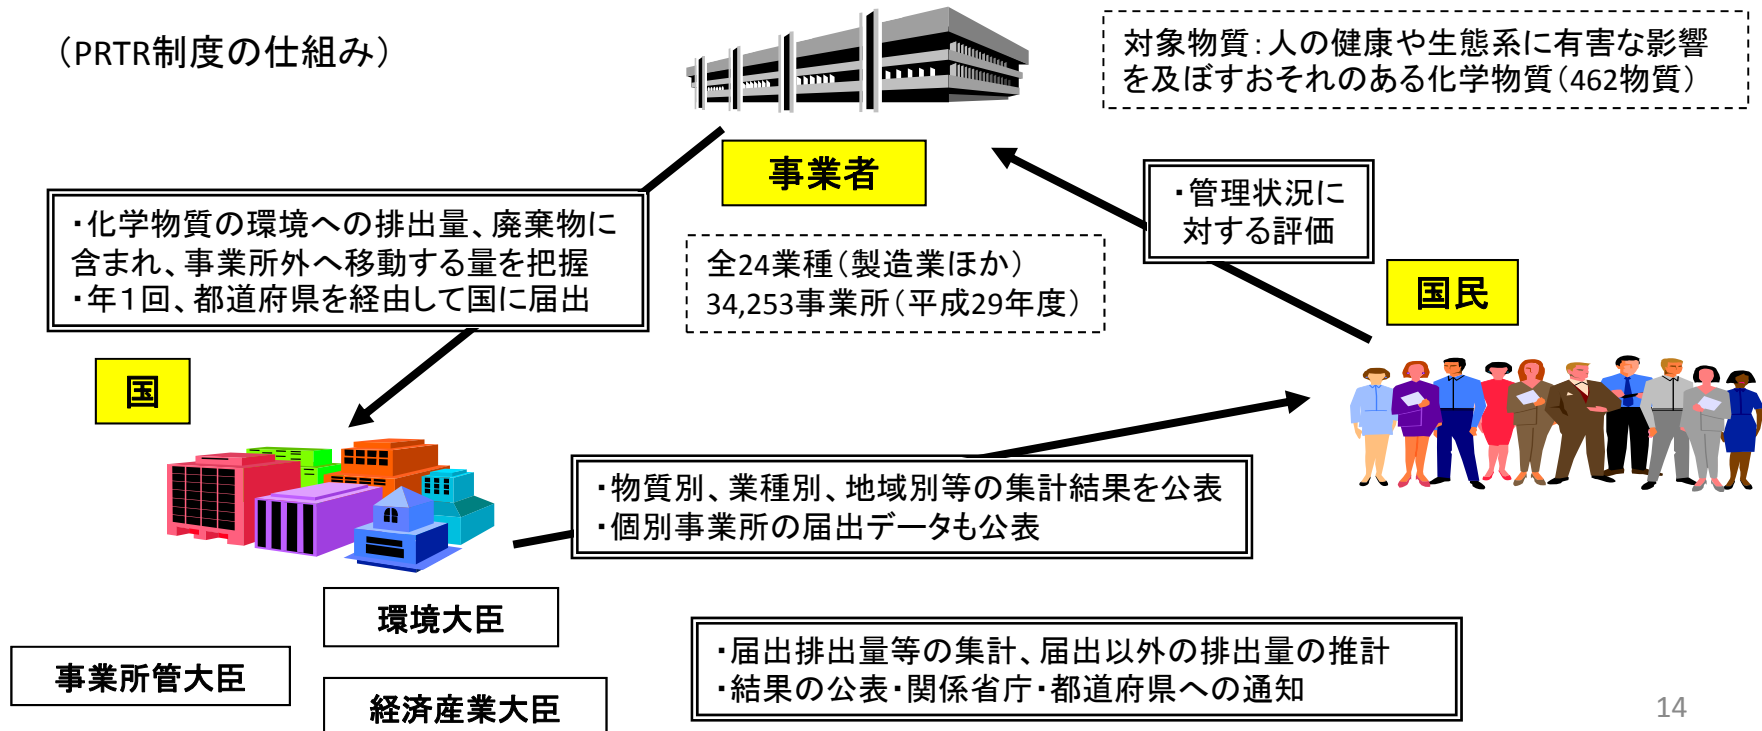 （PRTR制度の仕組み）
対象物質：人の健康や生態系に有害な影響
を及ぼすおそれのある化学物質（462物質）
事業者
・管理状況に
対する評価
・化学物質の環境への排出量、廃棄物に
含まれ、事業所外へ移動する量を把握
・年１回、都道府県を経由して国に届出
全24業種（製造業ほか）
34,253事業所（平成29年度）
国民
国
・物質別、業種別、地域別等の集計結果を公表
・個別事業所の届出データも公表
環境大臣
事業所管大臣
経済産業大臣
・届出排出量等の集計、届出以外の排出量の推計
・結果の公表・関係省庁・都道府県への通知
14